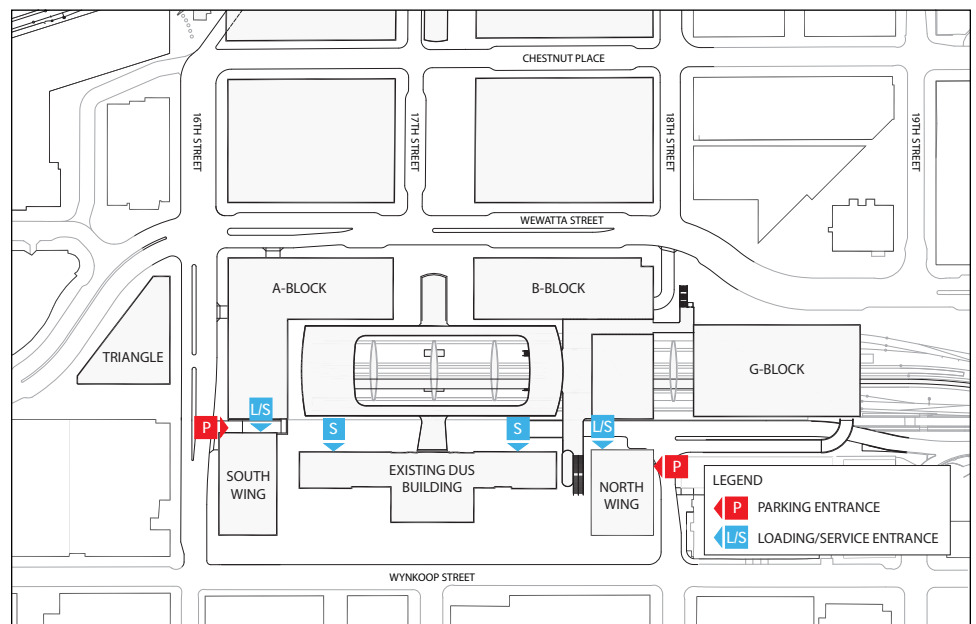 CHESTNUT PLACE
16TH STREET
17TH STREET
18TH STREET
19TH STREET
WEWATTA STREET
A-BLOCK
B-BLOCK
TRIANGLE
G-BLOCK
L/S
P
S
S
L/S
SOUTH
WING
EXISTING DUS
BUILDING
NORTH
WING
P
LEGEND
P PARKING ENTRANCE
L/S LOADING/SERVICE ENTRANCE
WYNKOOP STREET